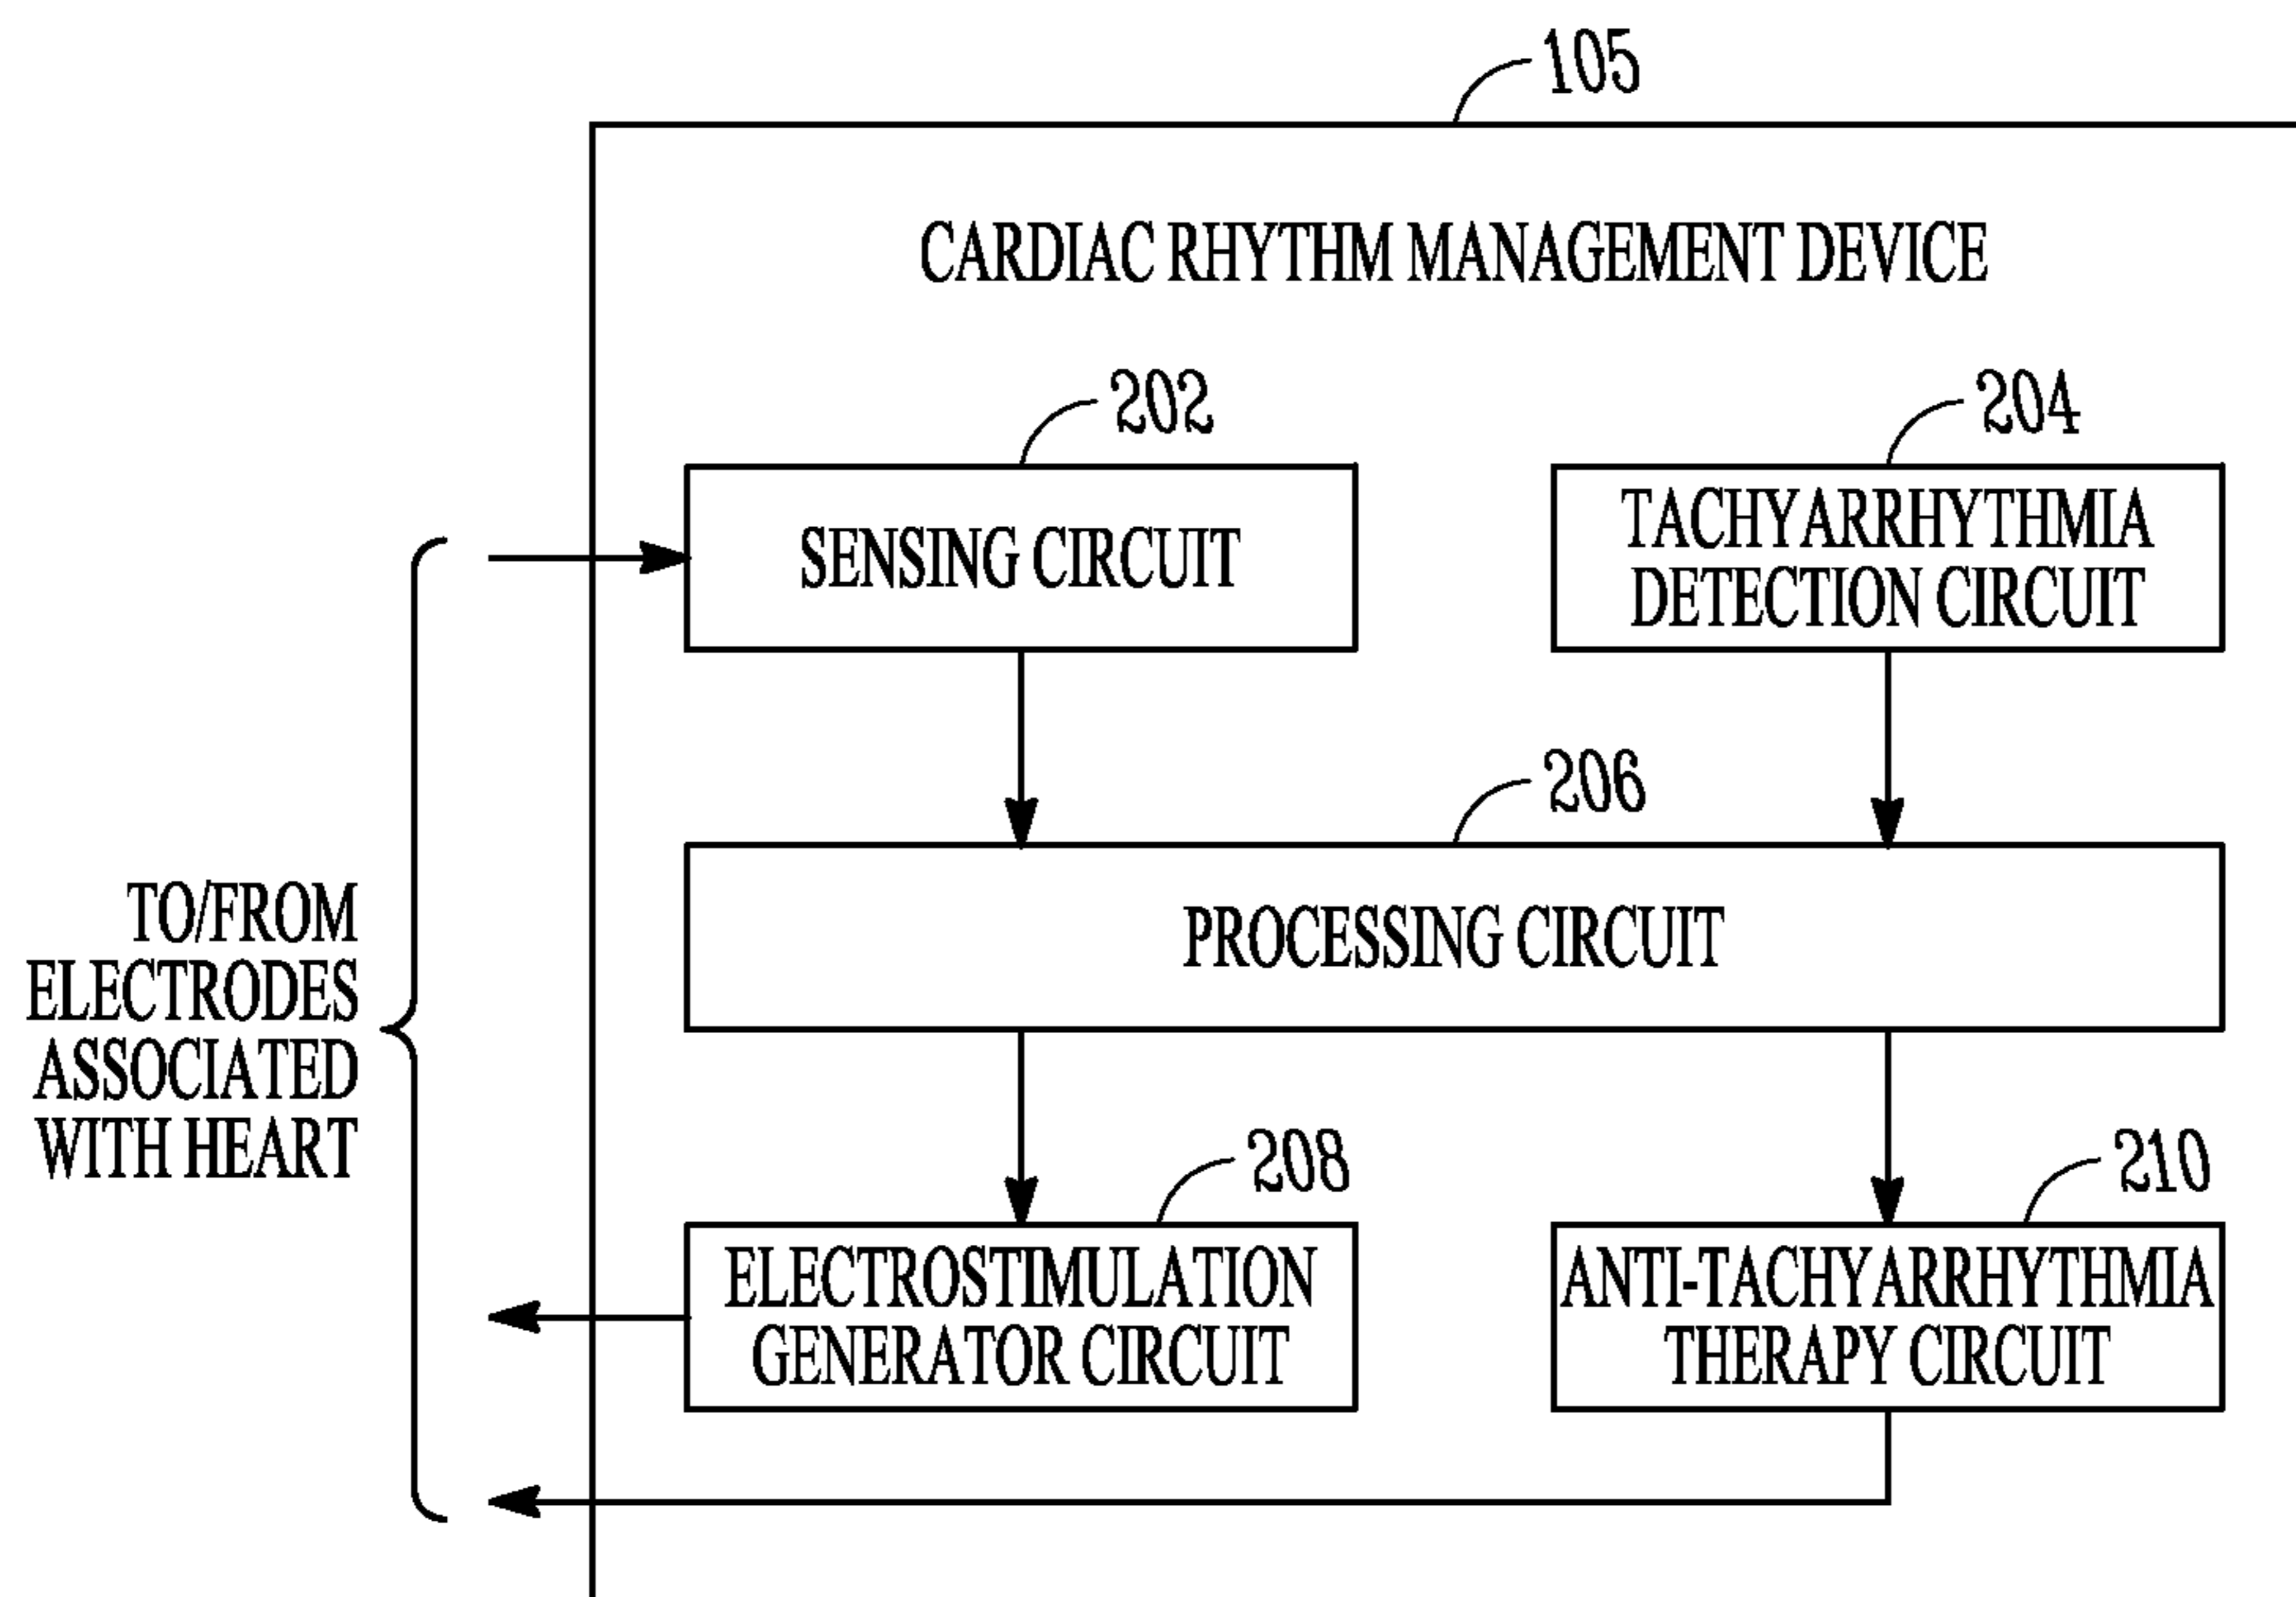 105
CARDIAC RHYTHM MANAGEMENT DEVICE
202
204
SENSING CIRCUIT
TACHYARRHYTHMIA
DETECTION CIRCUIT
206
PROCESSING CIRCUIT
TO/FROM
ELECTRODES
ASSOCIATED
WITH HEART
208
210
ELECTROSTIMULATION
GENERATOR CIRCUIT
ANTI-TACHYARRHYTHMIA
THERAPY CIRCUIT